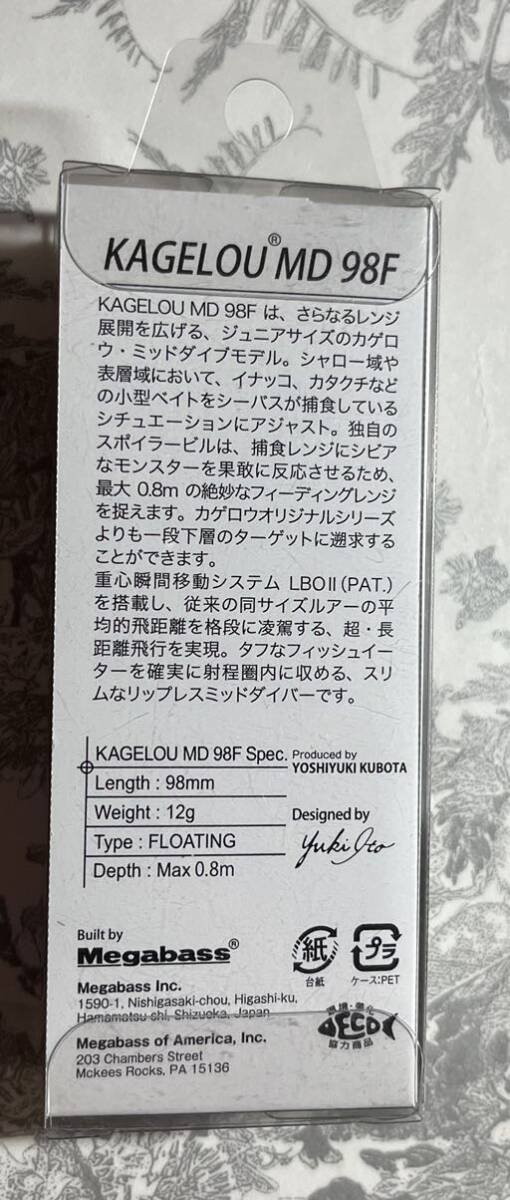 KAGELOU® MD 98F
KAGELOU MD 98F は、さらなるレンジ
展開を広げる、ジュニアサイズのカゲロ
ウ・ミッドダイブモデル。シャロー域や
表層域において、イナッコ、カタクチなど
の小型ベイトをシーバスが捕食している
シチュエーションにアジャスト。独自の
スポイラービルは、捕食レンジにシビア
なモンスターを果敢に反応させるため、
最大 0.8m の絶妙なフィーディングレンジ
を捉えます。カゲロウオリジナルシリーズ
よりも一段下層のターゲットに遡求する
ことができます。
重心瞬間移動システム LBOⅡ(PAT.)
を搭載し、従来の同サイズルアーの平
均的飛距離を格段に凌駕する、超・長
距離飛行を実現。タフなフィッシュイー
ターを確実に射程圏内に収める、スリ
ムなリップレスミッドダイバーです。
KAGELOU MD 98F Spec.
Length : 98mm
Weight : 12g
Type : FLOATING
Depth : Max 0.8m
Produced by
YOSHIYUKI KUBOTA
Designed by
Yuki Ito
Built by
Megabass®
Megabass Inc.
1590-1, Nishigasaki-chou, Higashi-ku,
Hamamatsu-chi, Shizuoka, Japan
Megabass of America, Inc.
203 Chambers Street
Mckees Rocks, PA 15136
紙
台紙
プラ
ケース:PET
環境・事化
ECO
協力商品